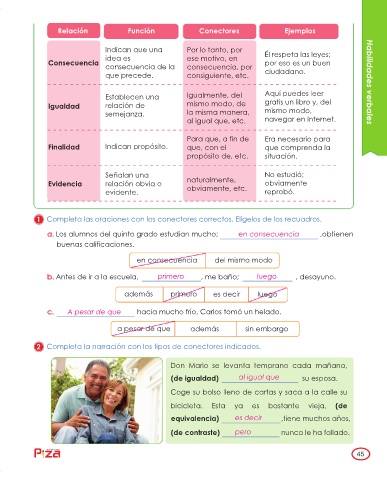 Relación Función Conectores Ejemplos
Indican que una Por lo tanto, por
idea es ese motivo, en Él respeta las leyes;
Consecuencia consecuencia de la consecuencia, por por eso es un buen
que precede. consiguiente, etc. ciudadano.
Establecen una Igualmente, del Aquí puedes leer
Igualdad relación de mismo modo, de gratis un libro y, del
semejanza. la misma manera, mismo modo,
al igual que, etc. navegar en Internet.
Para que, a fin de Era necesario para
Finalidad Indican propósito. que, con el que comprenda la
propósito de, etc. situación.
Señalan una No estudió;
Evidencia relación obvia o naturalmente, obviamente
evidente. obviamente, etc. reprobó.
Habilidades verbales
1 Completa las oraciones con los conectores correctos. Elígelos de los recuadros.
a. Los alumnos del quinto grado estudian mucho; en consecuencia ,obtienen
buenas calificaciones.
en consecuencia del mismo modo
b. Antes de ir a la escuela, primero , me baño; luego , desayuno.
además primero es decir luego
c. A pesar de que hacía mucho frío, Carlos tomó un helado.
a pesar de que además sin embargo
2 Completa la narración con los tipos de conectores indicados.
Don Mario se levanta temprano cada mañana,
(de igualdad) al igual que su esposa.
Coge su bolso lleno de cartas y saca a la calle su
bicicleta. Esta ya es bastante vieja, (de
equivalencia) es decir ,tiene muchos años,
(de contraste) pero nunca le ha fallado.
Piza 45